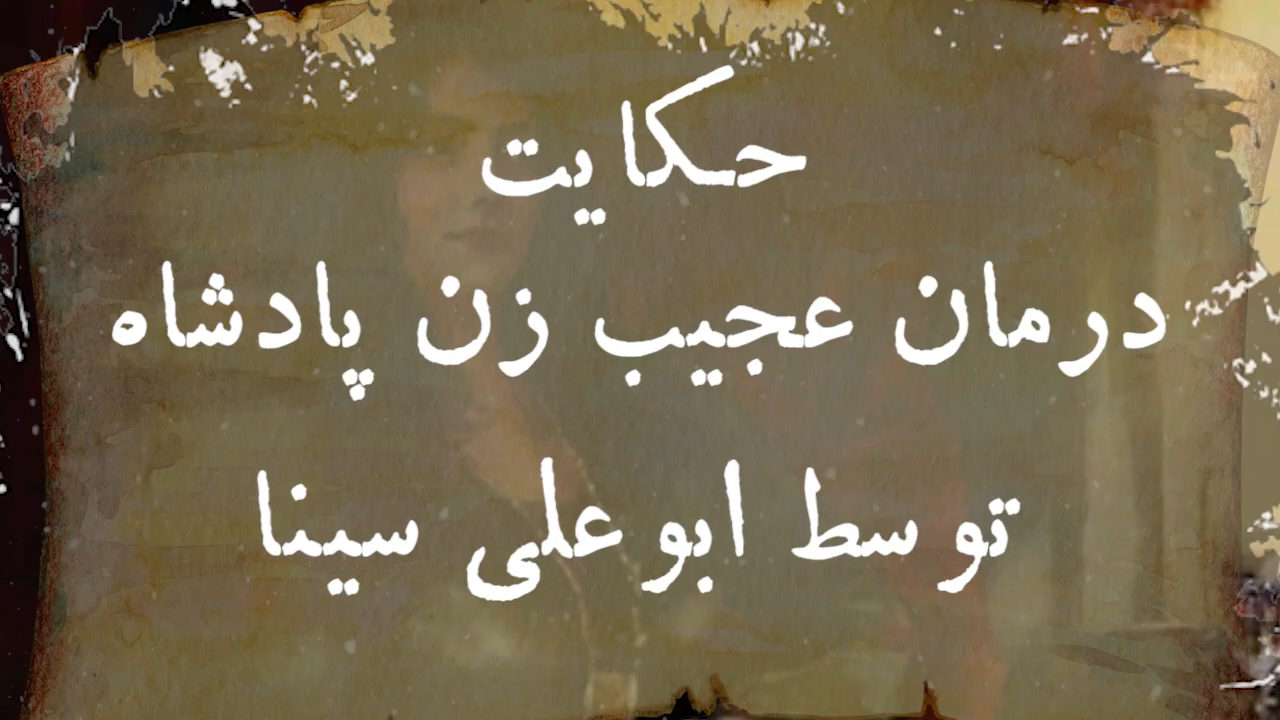 حکایت
درمان عجیب زن پادشاه
توسط ابوعلی سینا